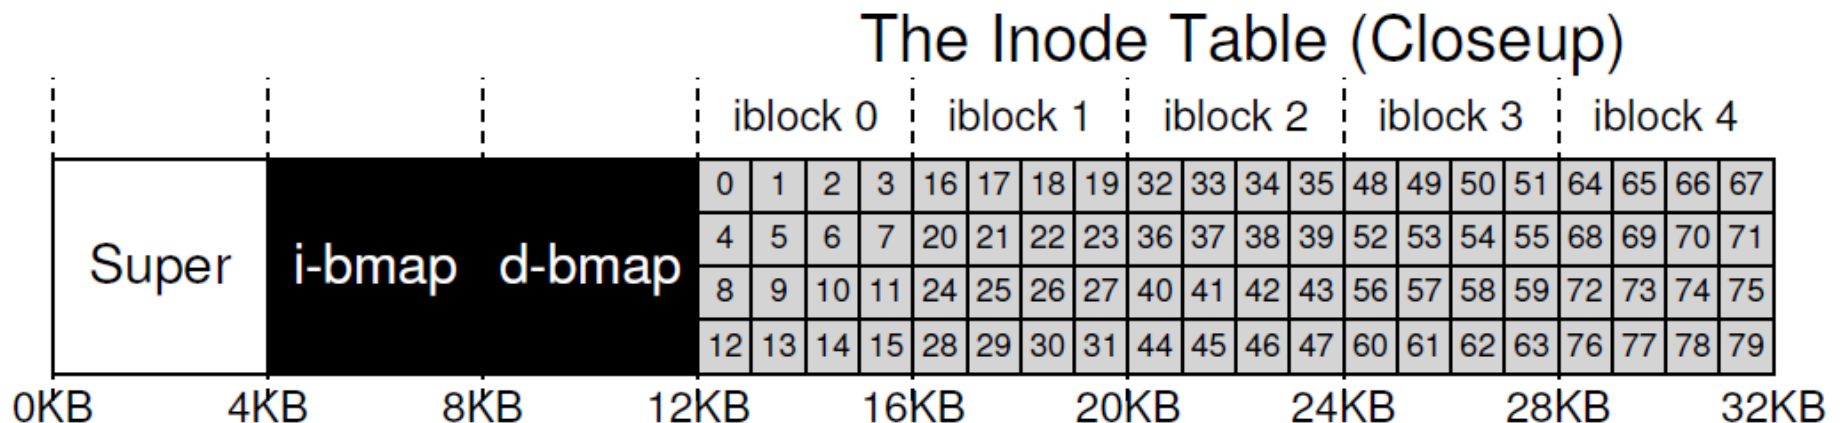 The Inode Table (Closeup)
iblock 0 iblock 1 iblock 2 iblock 3 iblock 4
0 1 2 3 16 17 18 19 32 33 34 35 48 49 50 51 64 65 66 67
4 5 6 7 20 21 22 23 36 37 38 39 52 53 54 55 68 69 70 71
Super i-bmap d-bmap
8 9 10 11 24 25 26 27 40 41 42 43 56 57 58 59 72 73 74 75
12 13 14 15 28 29 30 31 44 45 46 47 60 61 62 63 76 77 78 79
0KB 4KB 8KB 12KB 16KB 20KB 24KB 28KB 32KB